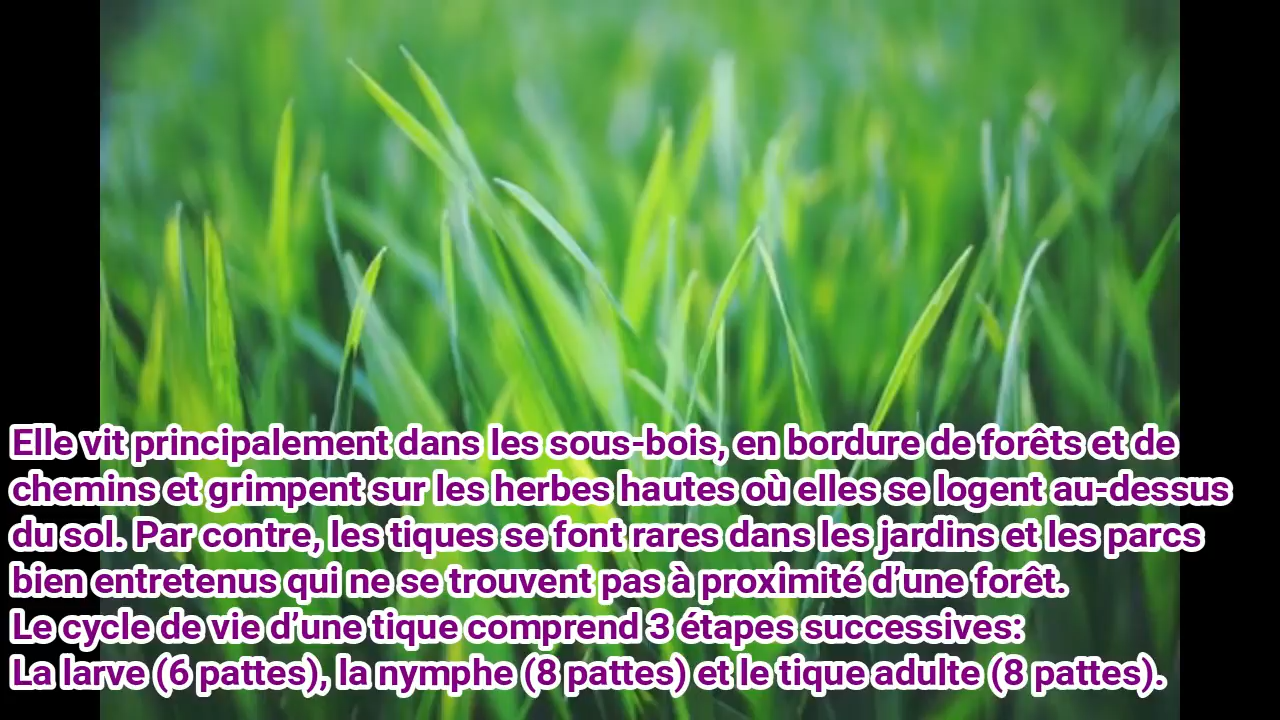 Elle vit principalement dans les sous-bois, en bordure de forêts et de
chemins et grimpent sur les herbes hautes où elles se logent au-dessus
du sol. Par contre, les tiques se font rares dans les jardins et les parcs
bien entretenus qui ne se trouvent pas à proximité d’une forêt.
Le cycle de vie d’une tique comprend 3 étapes successives:
La larve (6 pattes), la nymphe (8 pattes) et le tique adulte (8 pattes).